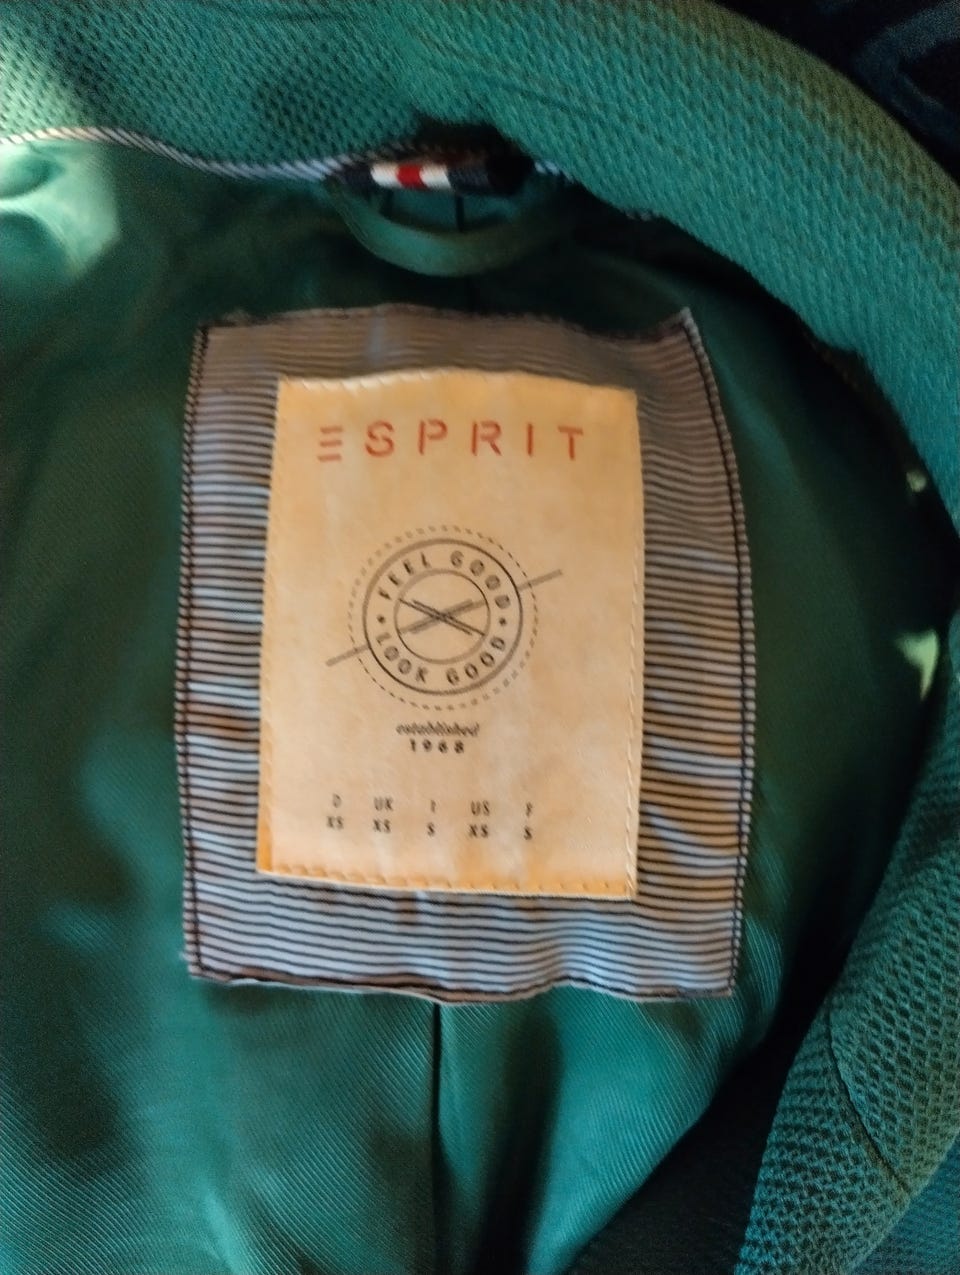 ESPRIT
FEEL GOOD
LOOK GOOD
established
1968
D UK I US F
XS XS S XS S